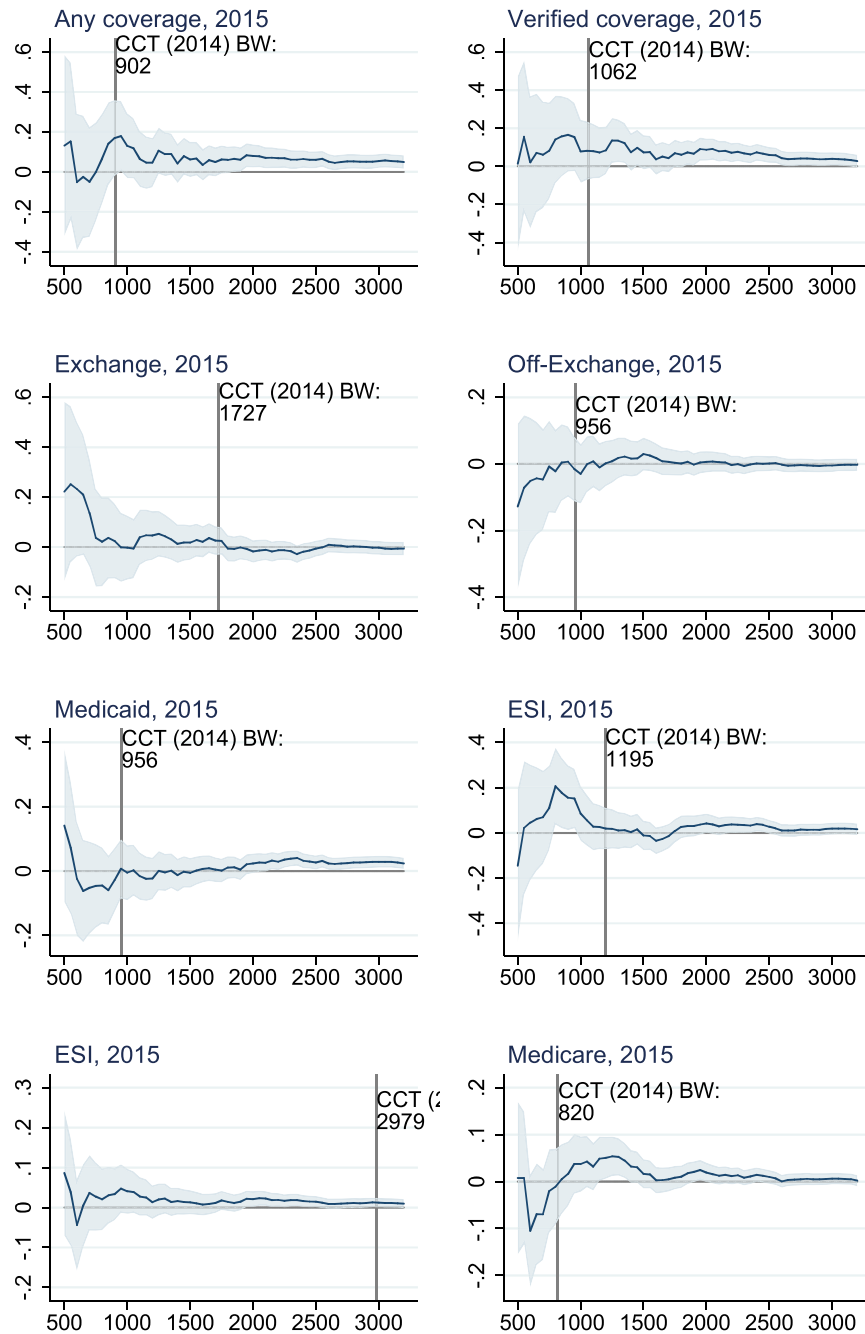 Any coverage, 2015
CCT (2014) BW:
902
.6
.4
.2
0
-.2
-.4
500 1000 1500 2000 2500 3000
Verified coverage, 2015
CCT (2014) BW:
1062
.6
.4
.2
0
-.2
-.4
500 1000 1500 2000 2500 3000
Exchange, 2015
CCT (2014) BW:
1727
.6
.4
.2
0
-.2
500 1000 1500 2000 2500 3000
Off-Exchange, 2015
CCT (2014) BW:
956
.2
0
-.2
-.4
500 1000 1500 2000 2500 3000
Medicaid, 2015
CCT (2014) BW:
956
.4
.2
0
-.2
500 1000 1500 2000 2500 3000
ESI, 2015
CCT (2014) BW:
1195
.4
.2
0
-.2
-.4
500 1000 1500 2000 2500 3000
ESI, 2015
CCT (2
2979
.3
.2
.1
0
-.1
-.2
500 1000 1500 2000 2500 3000
Medicare, 2015
CCT (2014) BW:
820
.2
.1
0
-.1
-.2
500 1000 1500 2000 2500 3000